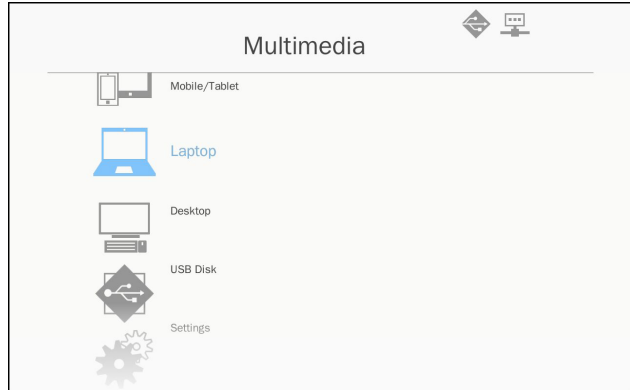 Multimedia
Mobile/Tablet
Laptop
Desktop
USB Disk
Settings